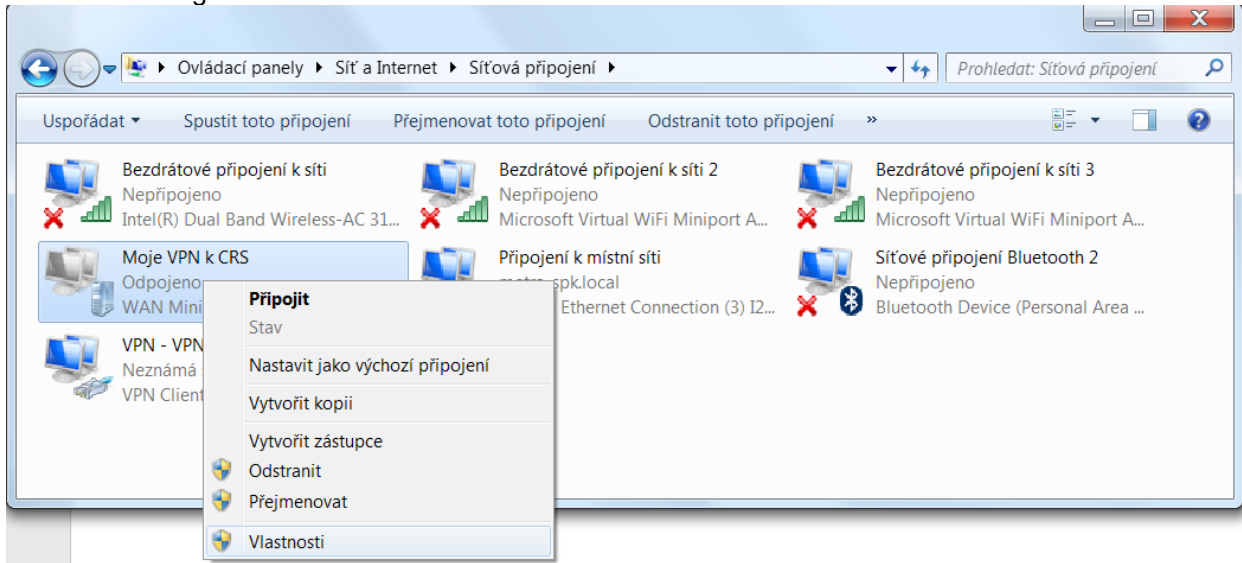 Ovládací panely ▸ Síť a Internet ▸ Síťová připojení ▸
Prohledat: Síťová připojení
Uspořádat ▾ Spustit toto připojení Přejmenovat toto připojení Odstranit toto připojení »
Bezdrátové připojení k síti
Nepřipojeno
Intel(R) Dual Band Wireless-AC 31...
Bezdrátové připojení k síti 2
Nepřipojeno
Microsoft Virtual WiFi Miniport A...
Bezdrátové připojení k síti 3
Nepřipojeno
Microsoft Virtual WiFi Miniport A...
Moje VPN k CRS
Odpojeno
WAN Mini
Připojení k místní síti
spk.local
Ethernet Connection (3) I2...
Síťové připojení Bluetooth 2
Nepřipojeno
Bluetooth Device (Personal Area ...
VPN - VPN
Neznámá
VPN Client
Připojit
Stav
Nastavit jako výchozí připojení
Vytvořit kopii
Vytvořit zástupce
Odstranit
Přejmenovat
Vlastnosti